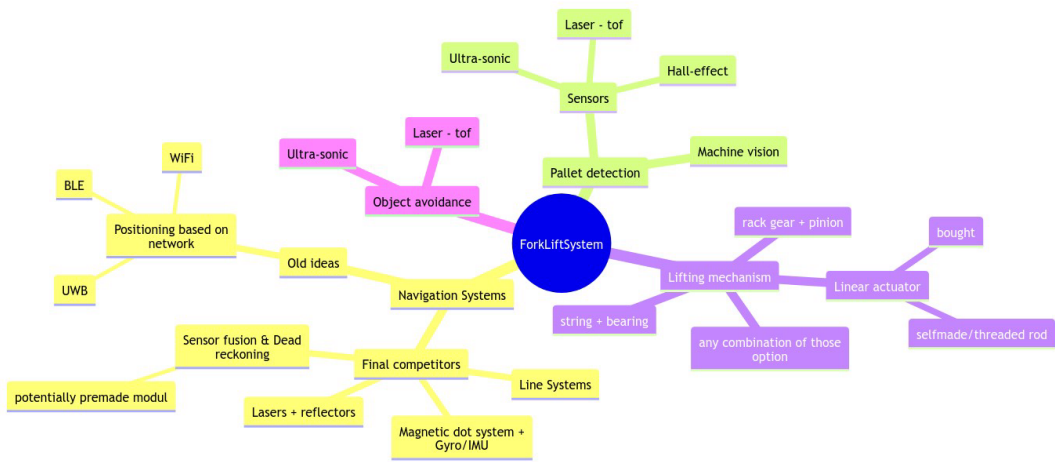 Laser - tof
Ultra-sonic
Hall-effect
Sensors
Machine vision
Pallet detection
Laser - tof
Ultra-sonic
Object avoidance
ForkLiftSystem
WiFi
BLE
Positioning based on
network
UWB
Old ideas
Navigation Systems
Sensor fusion & Dead
reckoning
potentially premade modul
Final competitors
Lasers + reflectors
Magnetic dot system +
Gyro/IMU
Line Systems
rack gear + pinion
Lifting mechanism
string + bearing
any combination of those
option
Linear actuator
bought
selfmade/threaded rod